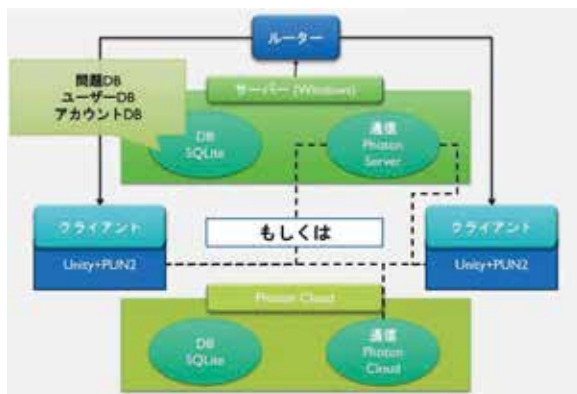 ルーター
問題DB
ユーザーDB
アカウントDB
サーバー (Windows)
DB
SQLite
通信
Photon
Server
クライアント
Unity+PUN2
もしくは
クライアント
Unity+PUN2
Photon Cloud
DB
SQLite
通信
Photon
Cloud